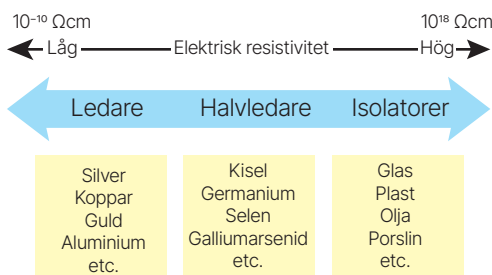 10⁻¹⁰ Ωcm
10¹⁸ Ωcm
Låg
Elektrisk resistivitet
Hög
Ledare
Halvledare
Isolatorer
Silver
Koppar
Guld
Aluminium
etc.
Kisel
Germanium
Selen
Galliumarsenid
etc.
Glas
Plast
Olja
Porslin
etc.